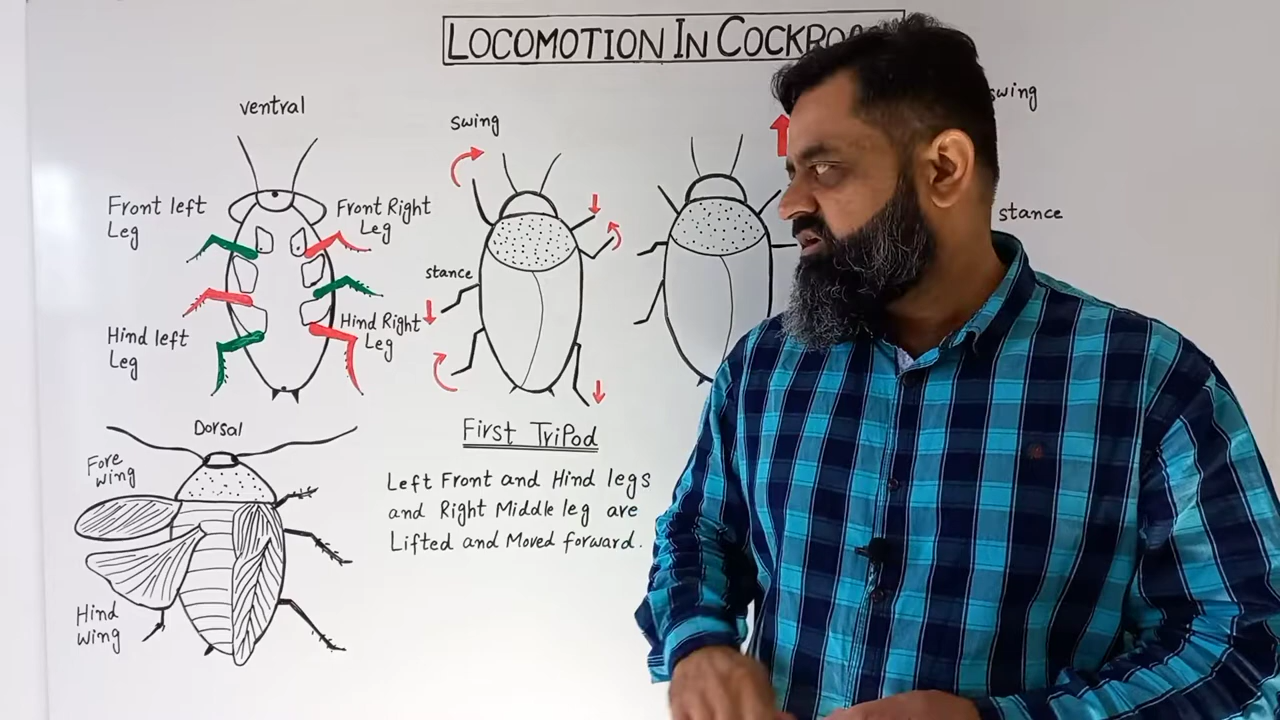 LOCOMOTION IN
ventral
Front left
Leg
Front Right
Leg
Hind left
Leg
Hind Right
Leg
Dorsal
Fore
wing
Hind
wing
swing
stance
First TriPod
Left Front and Hind legs
and Right Middle leg are
Lifted and Moved forward.
swing
stance